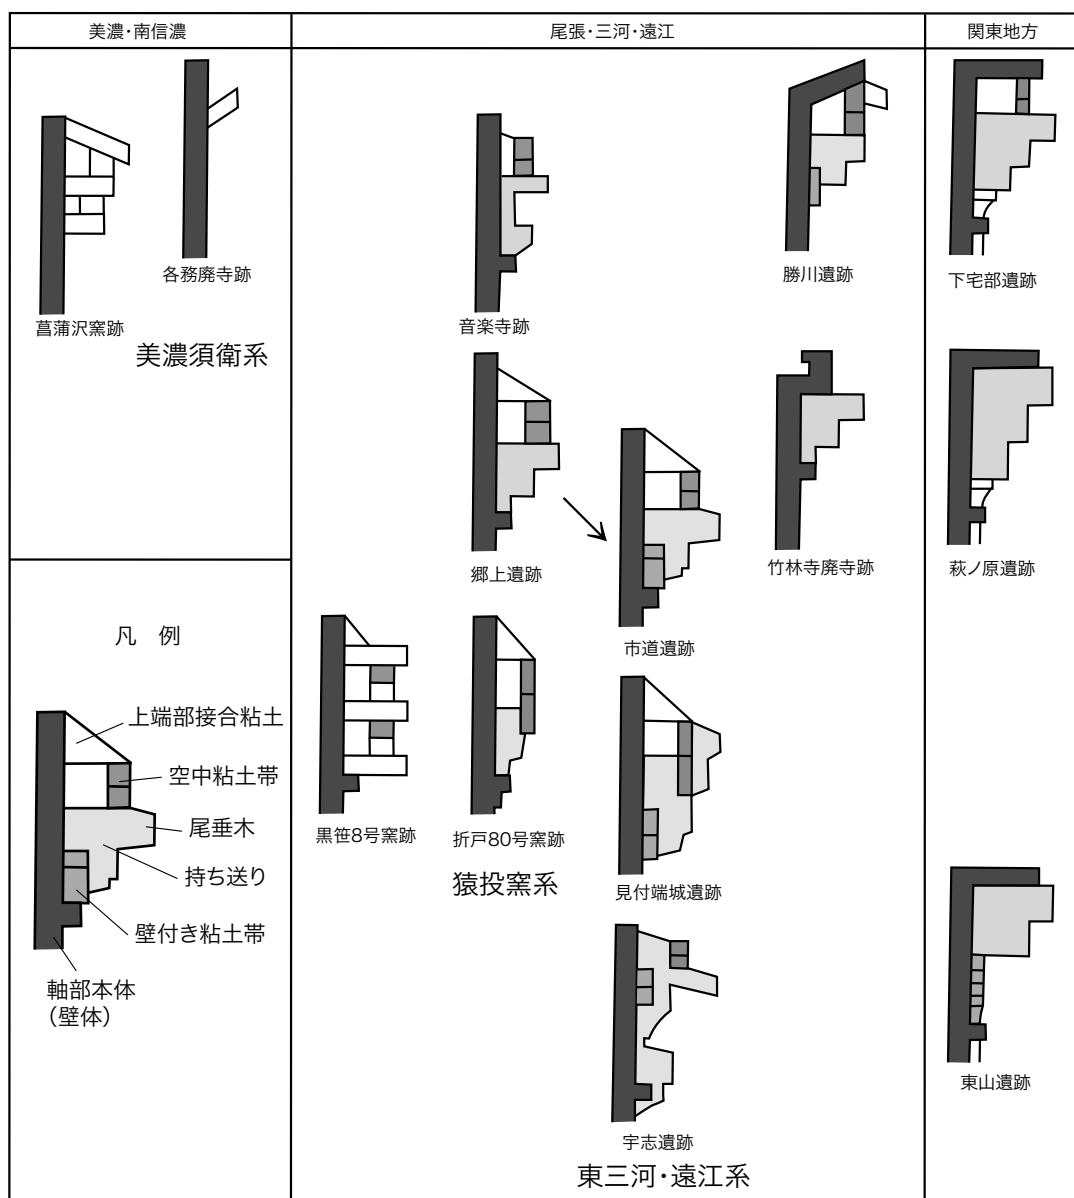 美濃・南信濃
尾張・三河・遠江
関東地方
菖蒲沢窯跡
各務廃寺跡
美濃須衛系
音楽寺跡
勝川遺跡
下宅部遺跡
郷上遺跡
市道遺跡
竹林寺廃寺跡
萩ノ原遺跡
黒笹8号窯跡
折戸80号窯跡
猿投窯系
見付端城遺跡
宇志遺跡
東三河・遠江系
東山遺跡
凡 例
上端部接合粘土
空中粘土帯
尾垂木
持ち送り
壁付き粘土帯
軸部本体
(壁体)